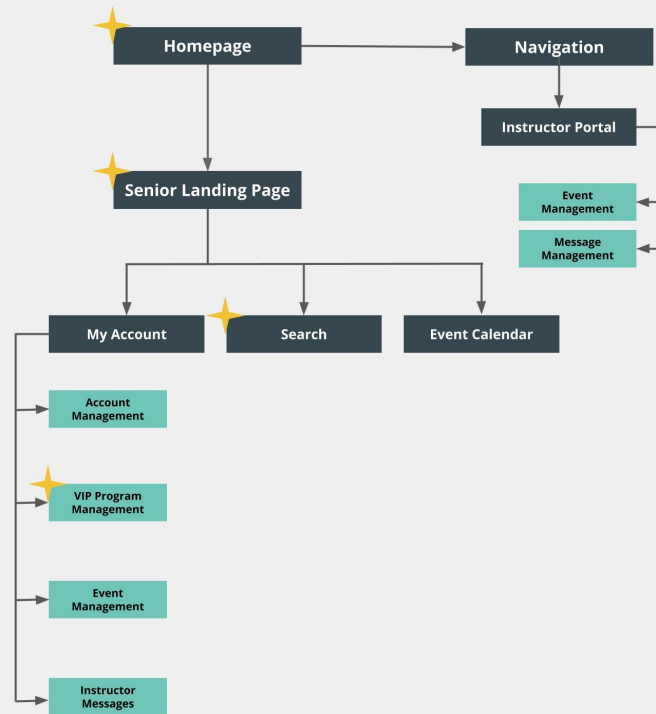 Homepage
Navigation
Instructor Portal
Senior Landing Page
Event
Management
Message
Management
My Account
Search
Event Calendar
Account
Management
VIP Program
Management
Event
Management
Instructor
Messages